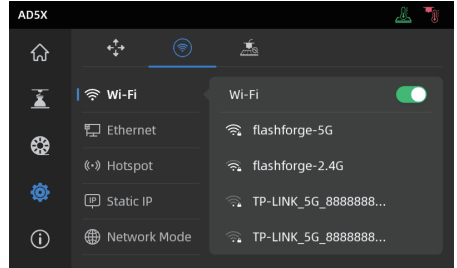 AD5X
Wi-Fi
Wi-Fi
Ethernet
flashforge-5G
Hotspot
flashforge-2.4G
IP Static IP
TP-LINK_5G_8888888...
Network Mode
TP-LINK_5G_8888888...